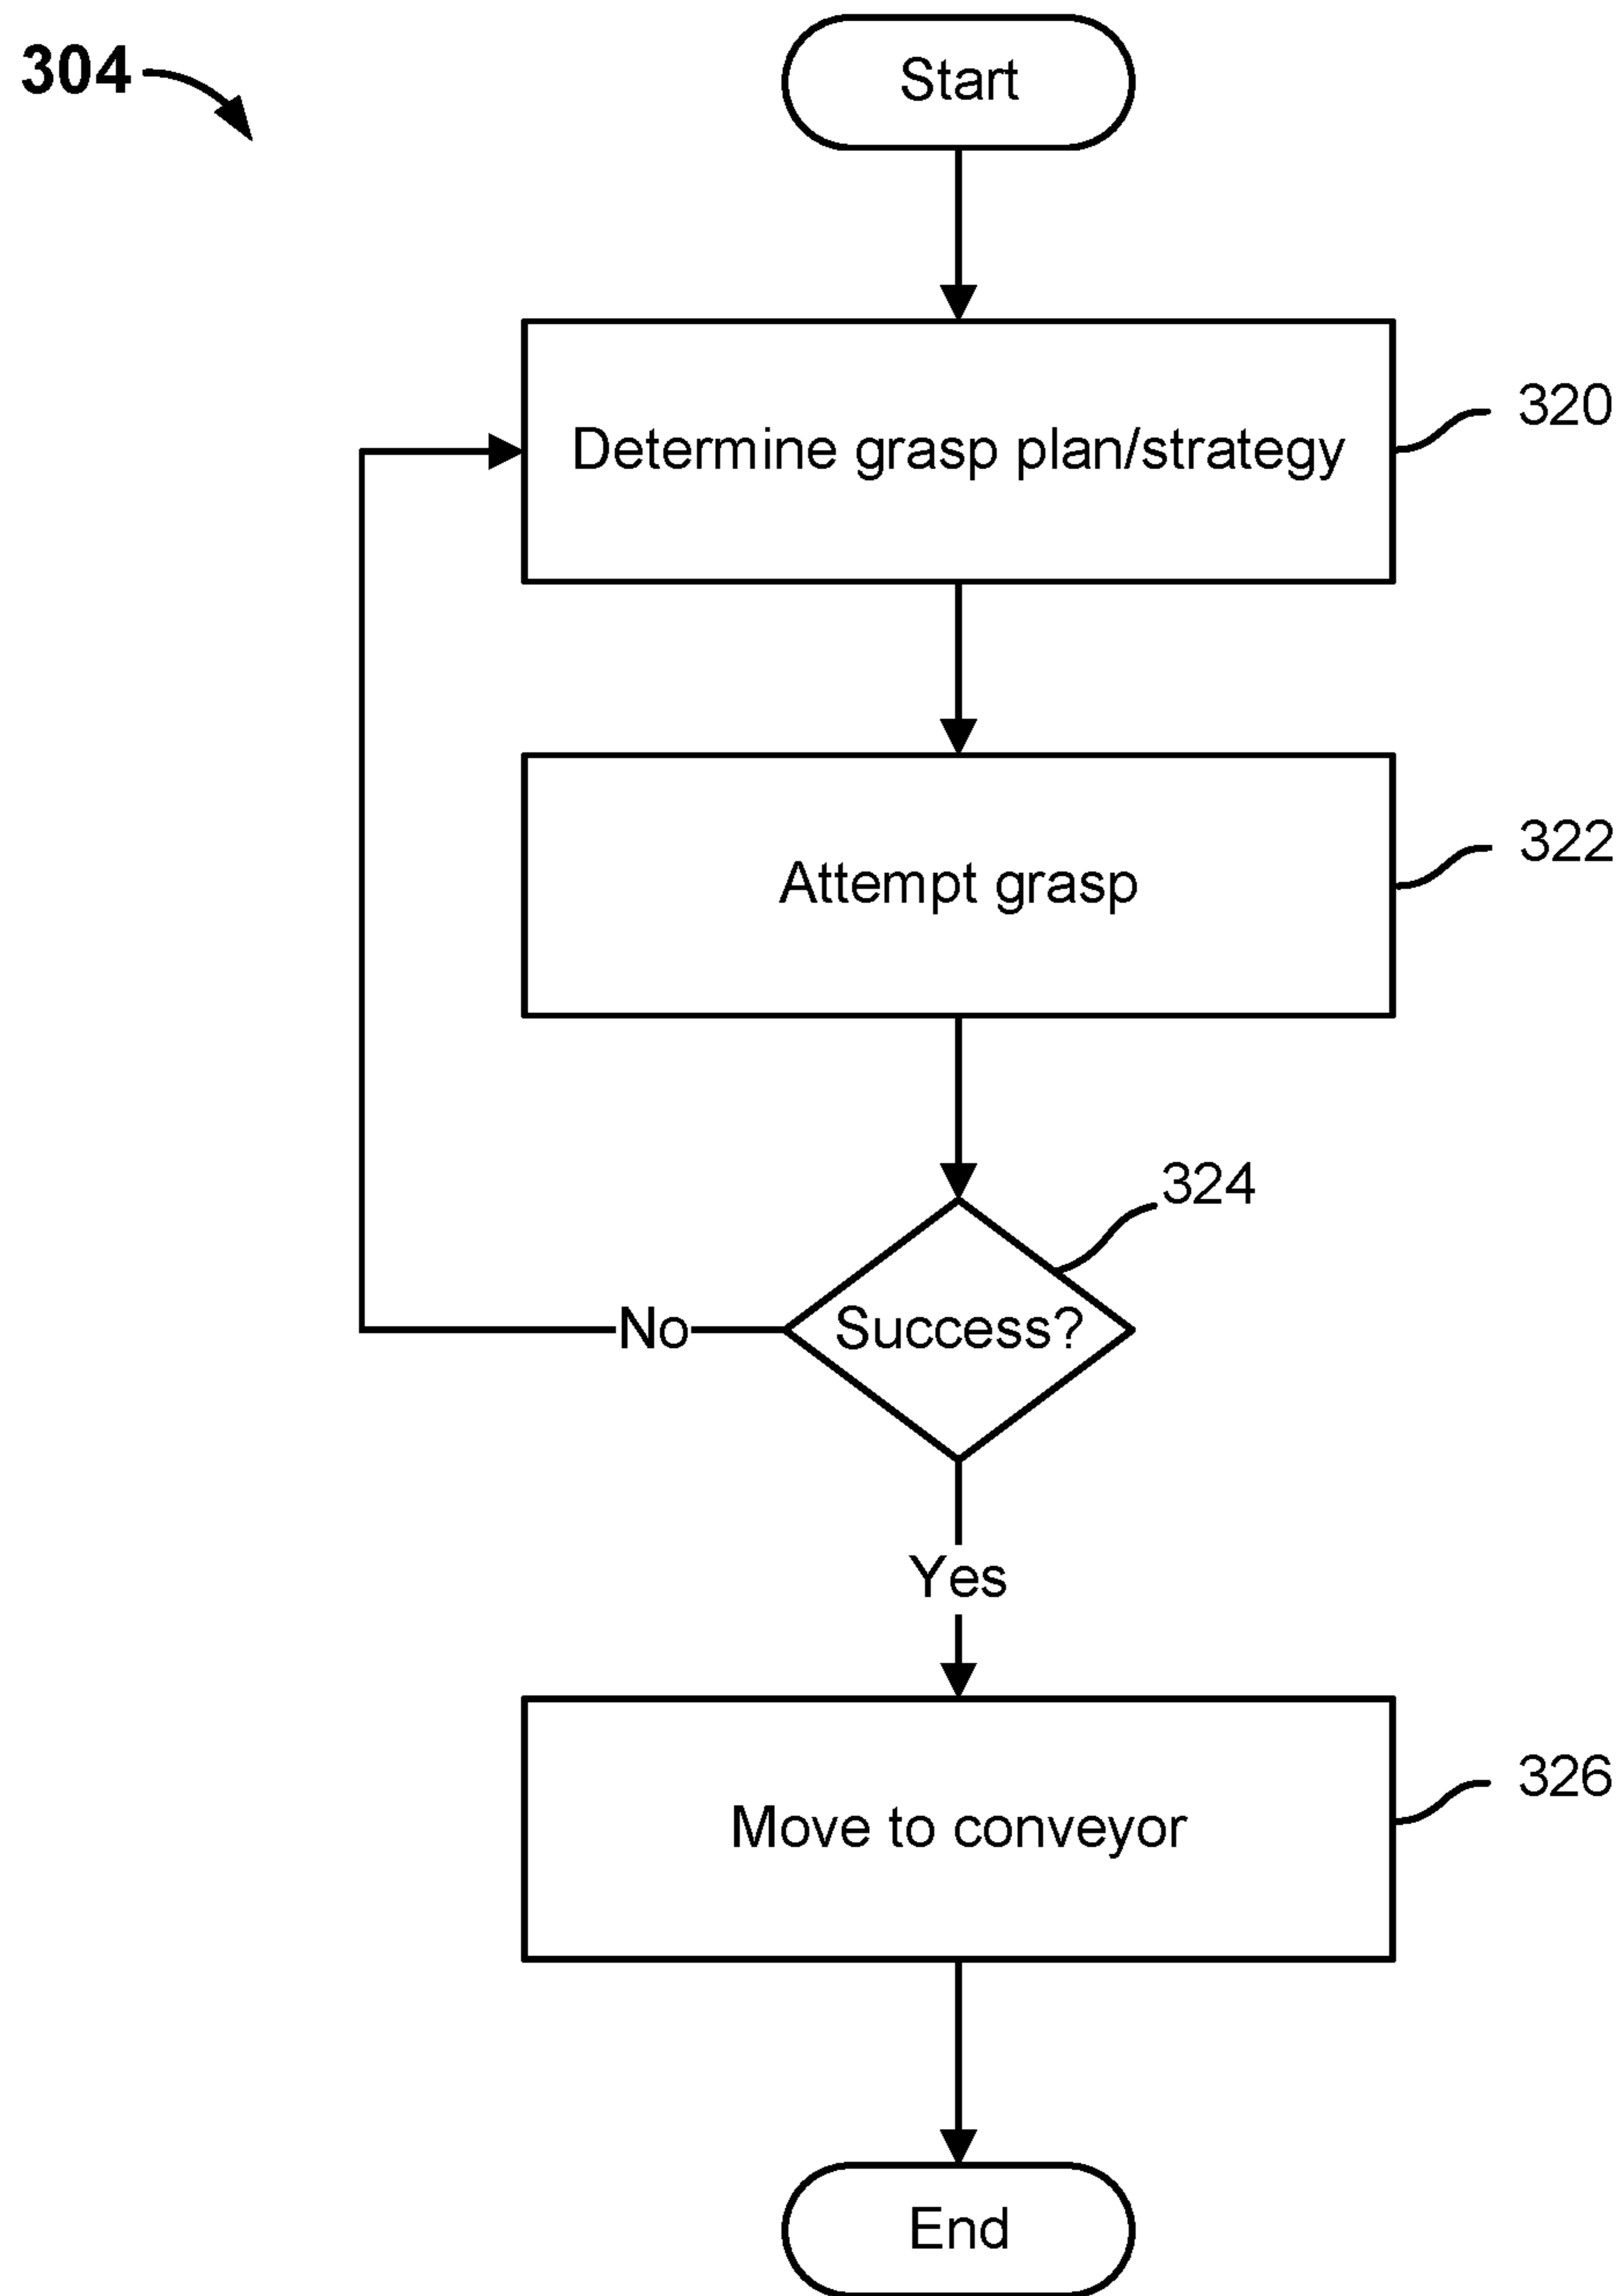 304
Start
Determine grasp plan/strategy
320
Attempt grasp
322
324
Success?
No
Yes
Move to conveyor
326
End